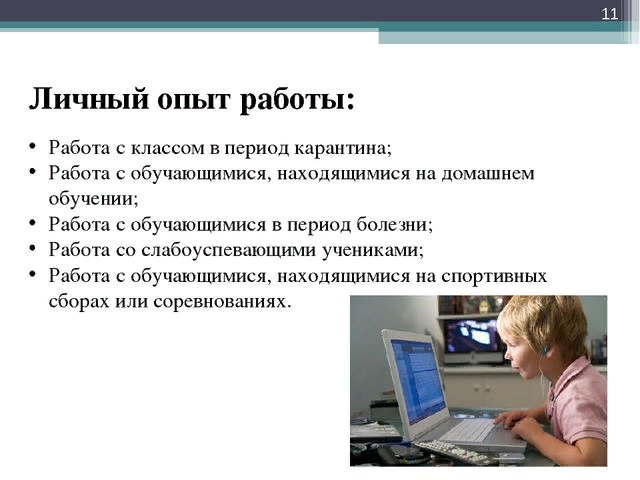 11
Личный опыт работы:
• Работа с классом в период карантина;
• Работа с обучающимися, находящимися на домашнем
обучении;
• Работа с обучающимися в период болезни;
• Работа со слабоуспевающими учениками;
• Работа с обучающимися, находящимися на спортивных
сборах или соревнованиях.